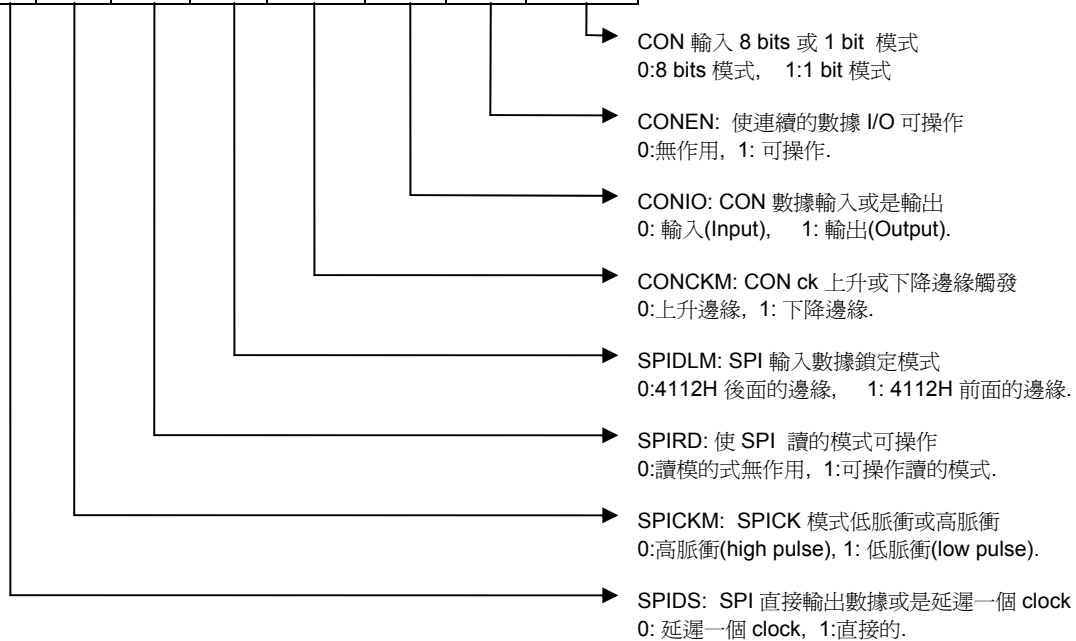 CON 輸入 8 bits 或 1 bit 模式
0:8 bits 模式, 1:1 bit 模式
CONEN: 使連續的數據 I/O 可操作
0:無作用, 1: 可操作.
CONIO: CON 數據輸入或是輸出
0: 輸入(Input), 1: 輸出(Output).
CONCKM: CON ck 上升或下降邊緣觸發
0:上升邊緣, 1: 下降邊緣.
SPIDLM: SPI 輸入數據鎖定模式
0:4112H 後面的邊緣, 1: 4112H 前面的邊緣.
SPIRD: 使 SPI 讀的模式可操作
0:讀模的式無作用, 1:可操作讀的模式.
SPICKM: SPICK 模式低脈衝或高脈衝
0:高脈衝(high pulse), 1: 低脈衝(low pulse).
SPIDS: SPI 直接輸出數據或是延遲一個 clock
0: 延遲一個 clock, 1:直接的.